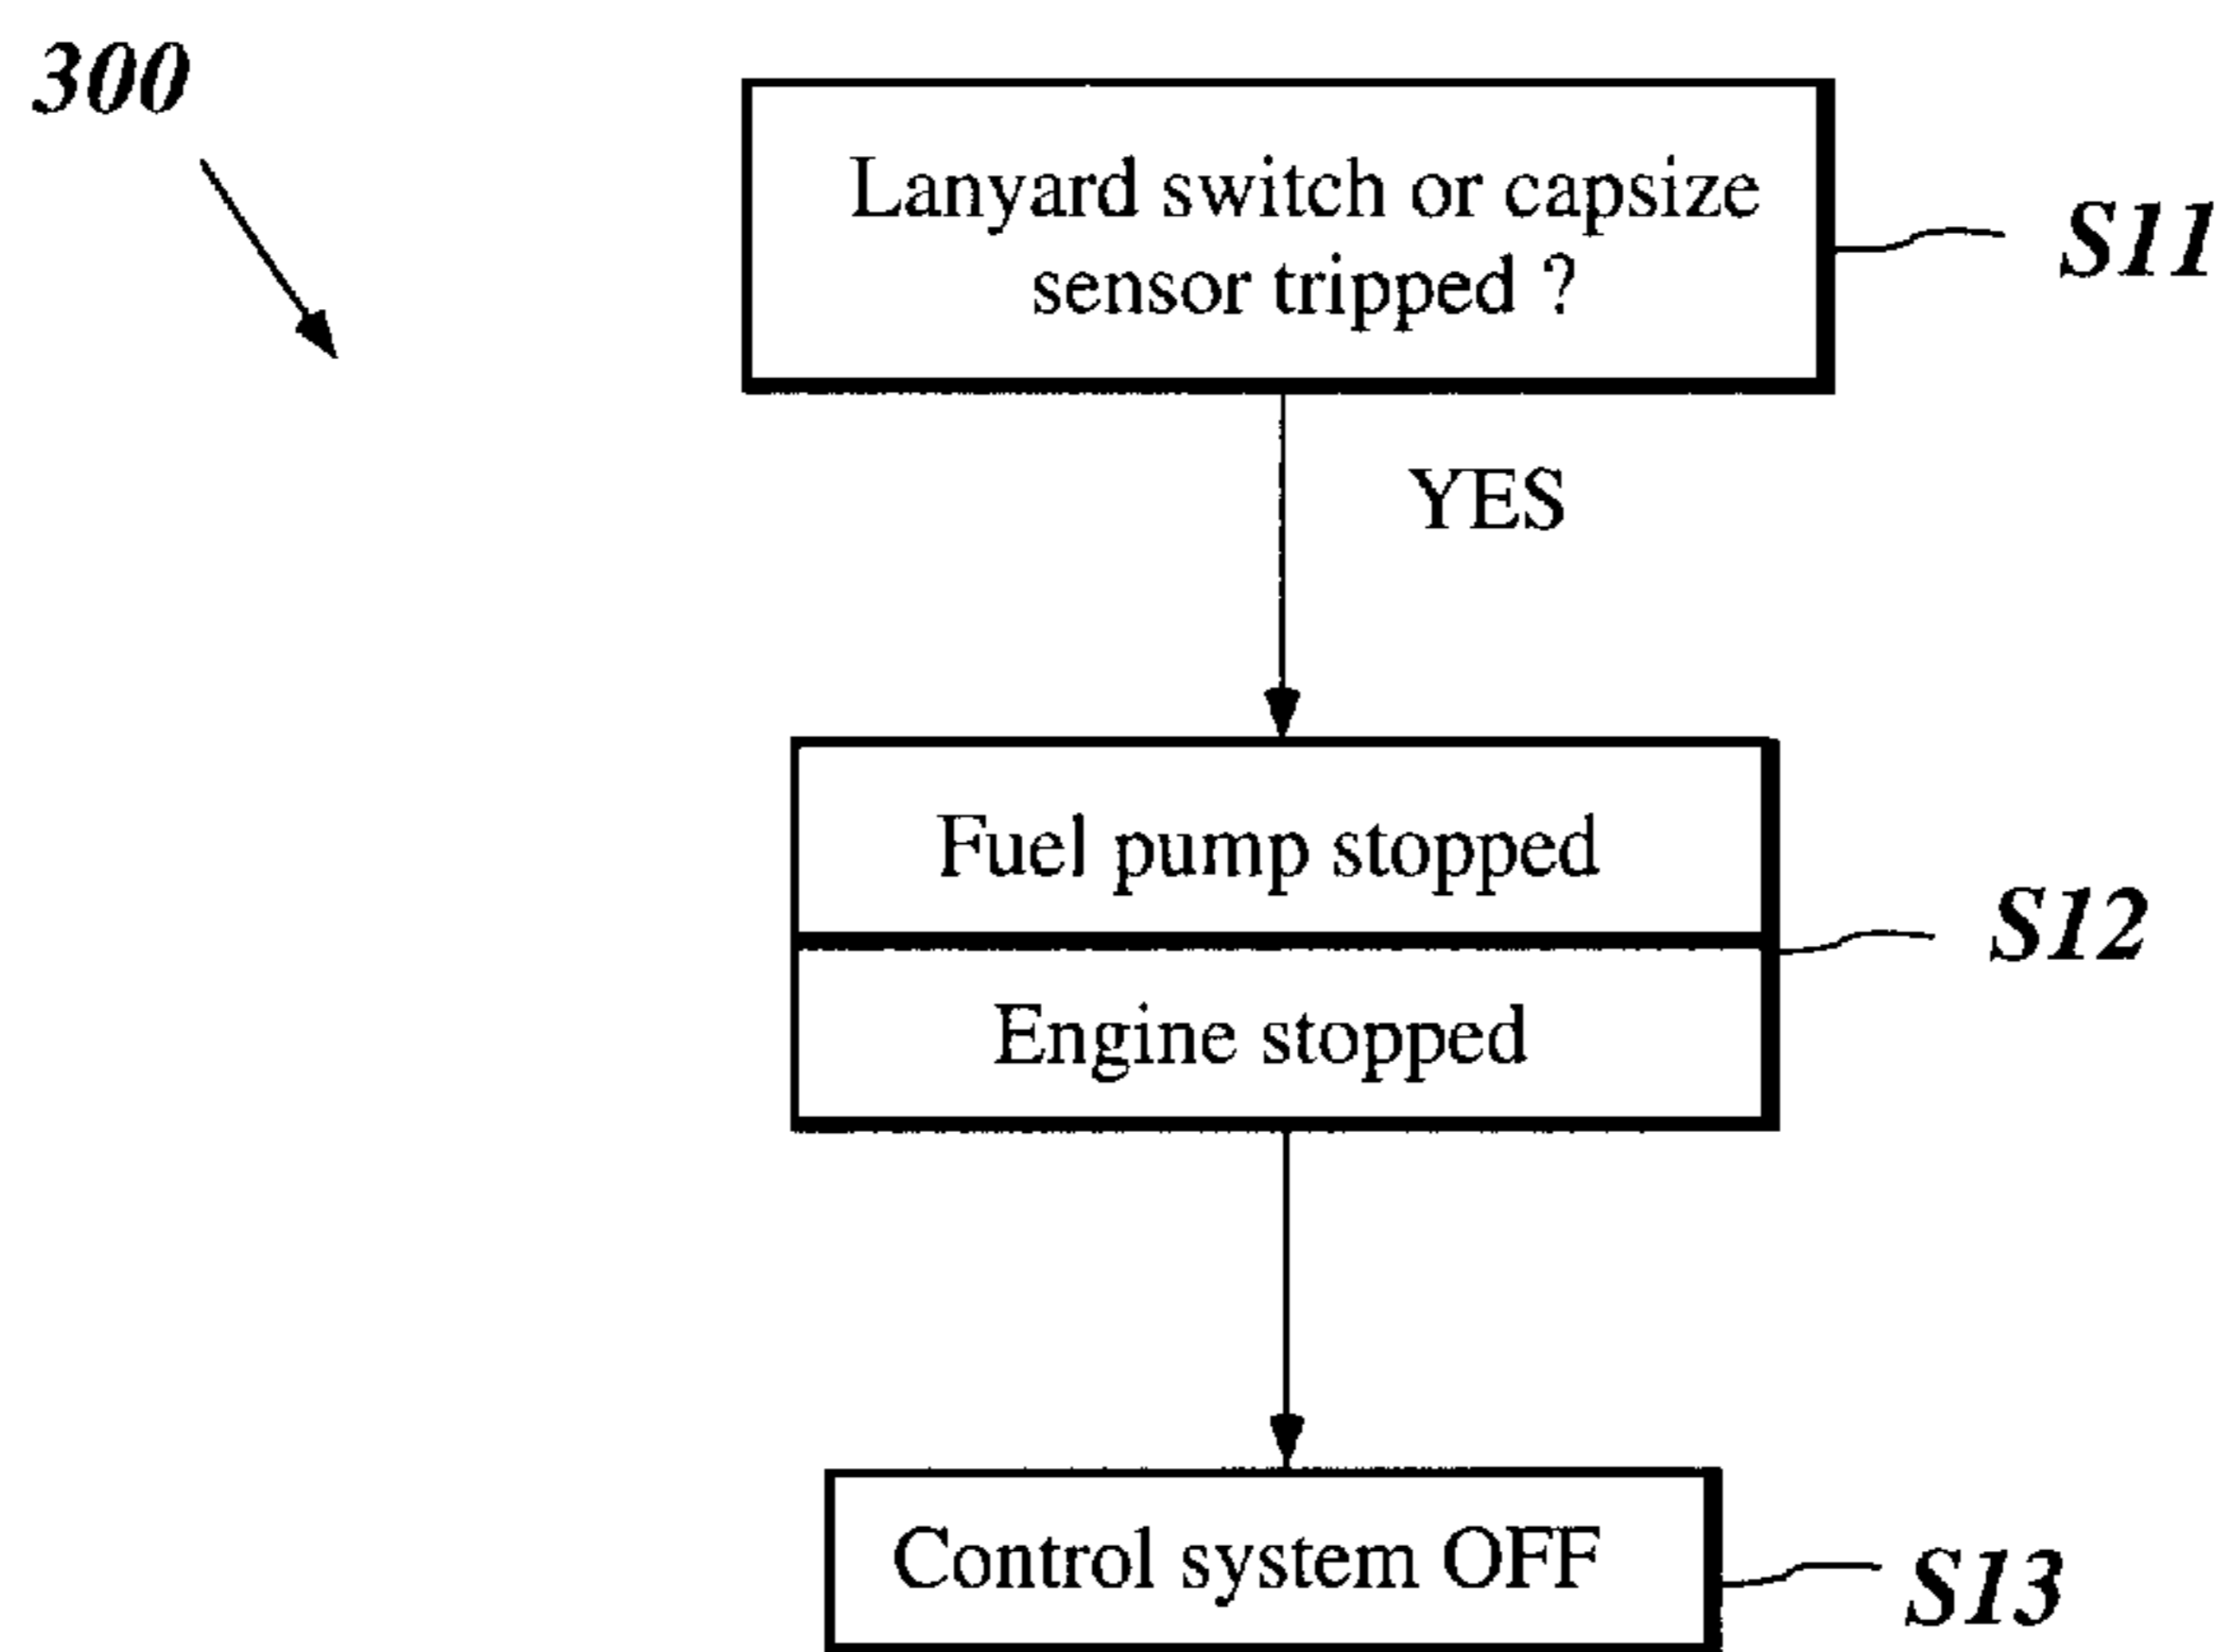 300
Lanyard switch or capsize
sensor tripped ?
S11
YES
Fuel pump stopped
Engine stopped
S12
Control system OFF
S13